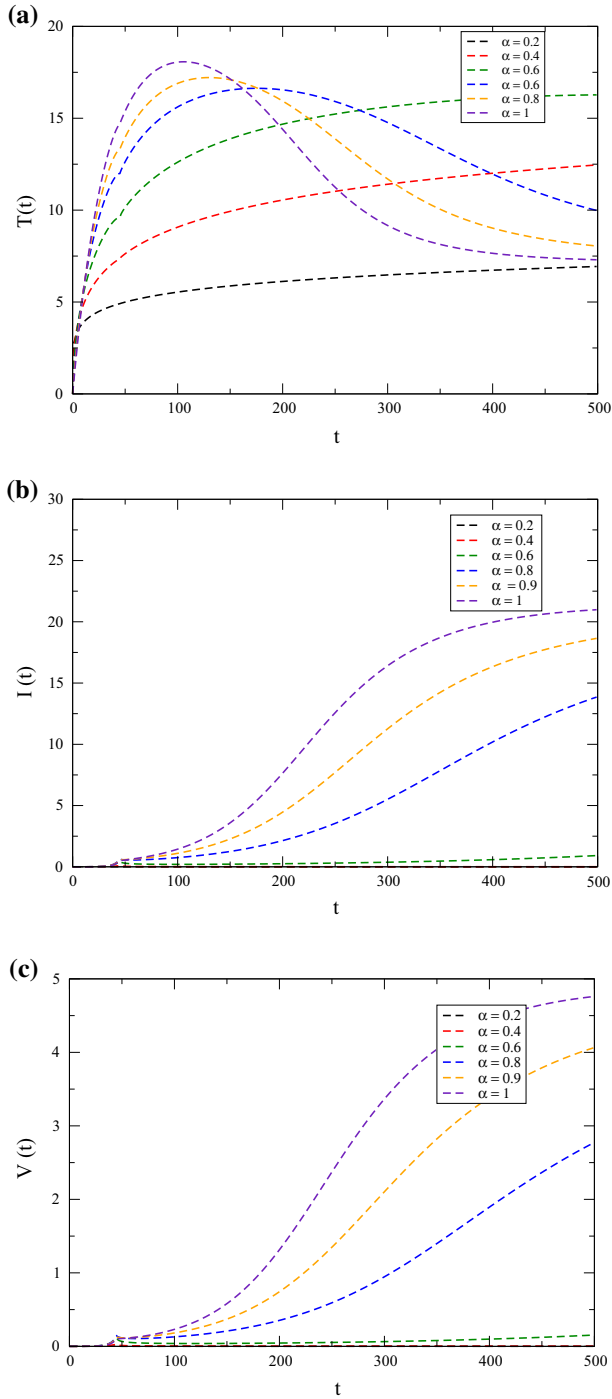 (a)
20
15
10
5
0
T(t)
α = 0.2
α = 0.4
α = 0.6
α = 0.6
α = 0.8
α = 1
0 100 200 300 400 500
t
(b)
30
25
20
15
10
5
0
I (t)
α = 0.2
α = 0.4
α = 0.6
α = 0.8
α = 0.9
α = 1
0 100 200 300 400 500
t
(c)
5
4
3
2
1
0
V (t)
α = 0.2
α = 0.4
α = 0.6
α = 0.8
α = 0.9
α = 1
0 100 200 300 400 500
t